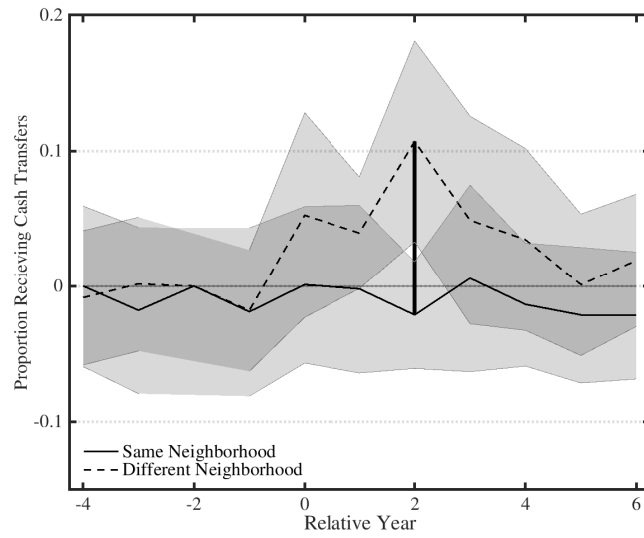 0.2
0.1
0
-0.1
Proportion Recieving Cash Transfers
Same Neighborhood
Different Neighborhood
-4
-2
0
2
4
6
Relative Year